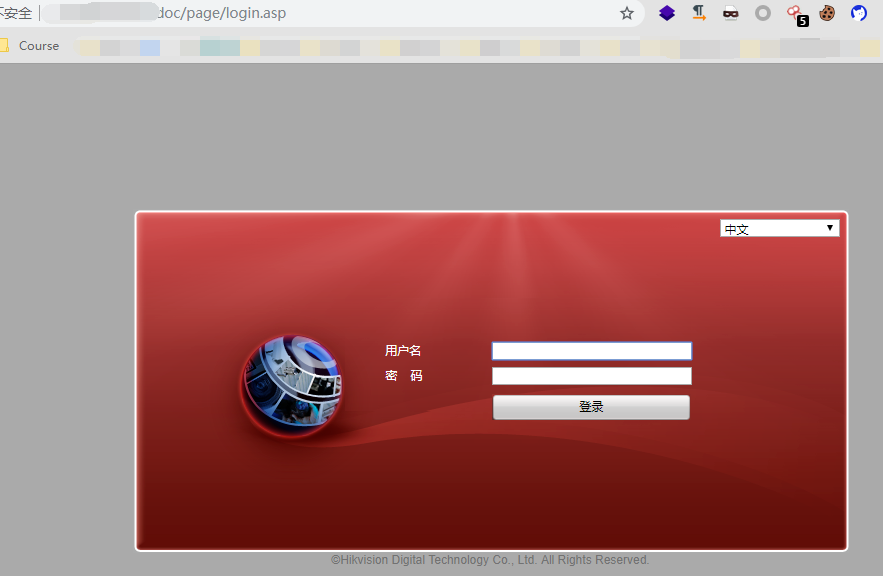 不安全 doc/page/login.asp
5
Course
中文
用户名
密 码
登录
©Hikvision Digital Technology Co., Ltd. All Rights Reserved.